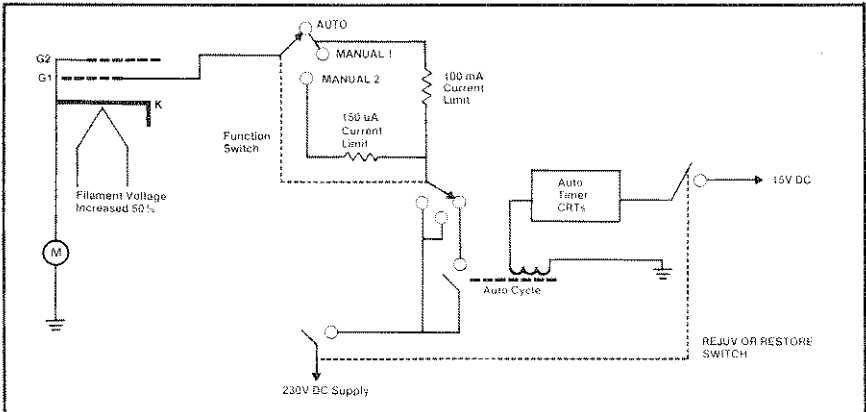 AUTO
G2
G1
MANUAL 1
MANUAL 2
100 mA
Current
Limit
K
150 uA
Current
Limit
Function
Switch
Filament Voltage
Increased 50%
Auto
Timer
CRTs
15V DC
M
Auto Cycle
REJUV OR RESTORE
SWITCH
230V DC Supply